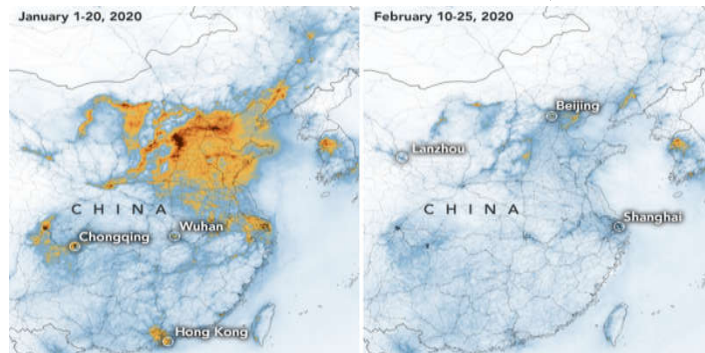 January 1-20, 2020
CHINA
Wuhan
Chongqing
Hong Kong
February 10-25, 2020
Beijing
Lanzhou
CHINA
Shanghai